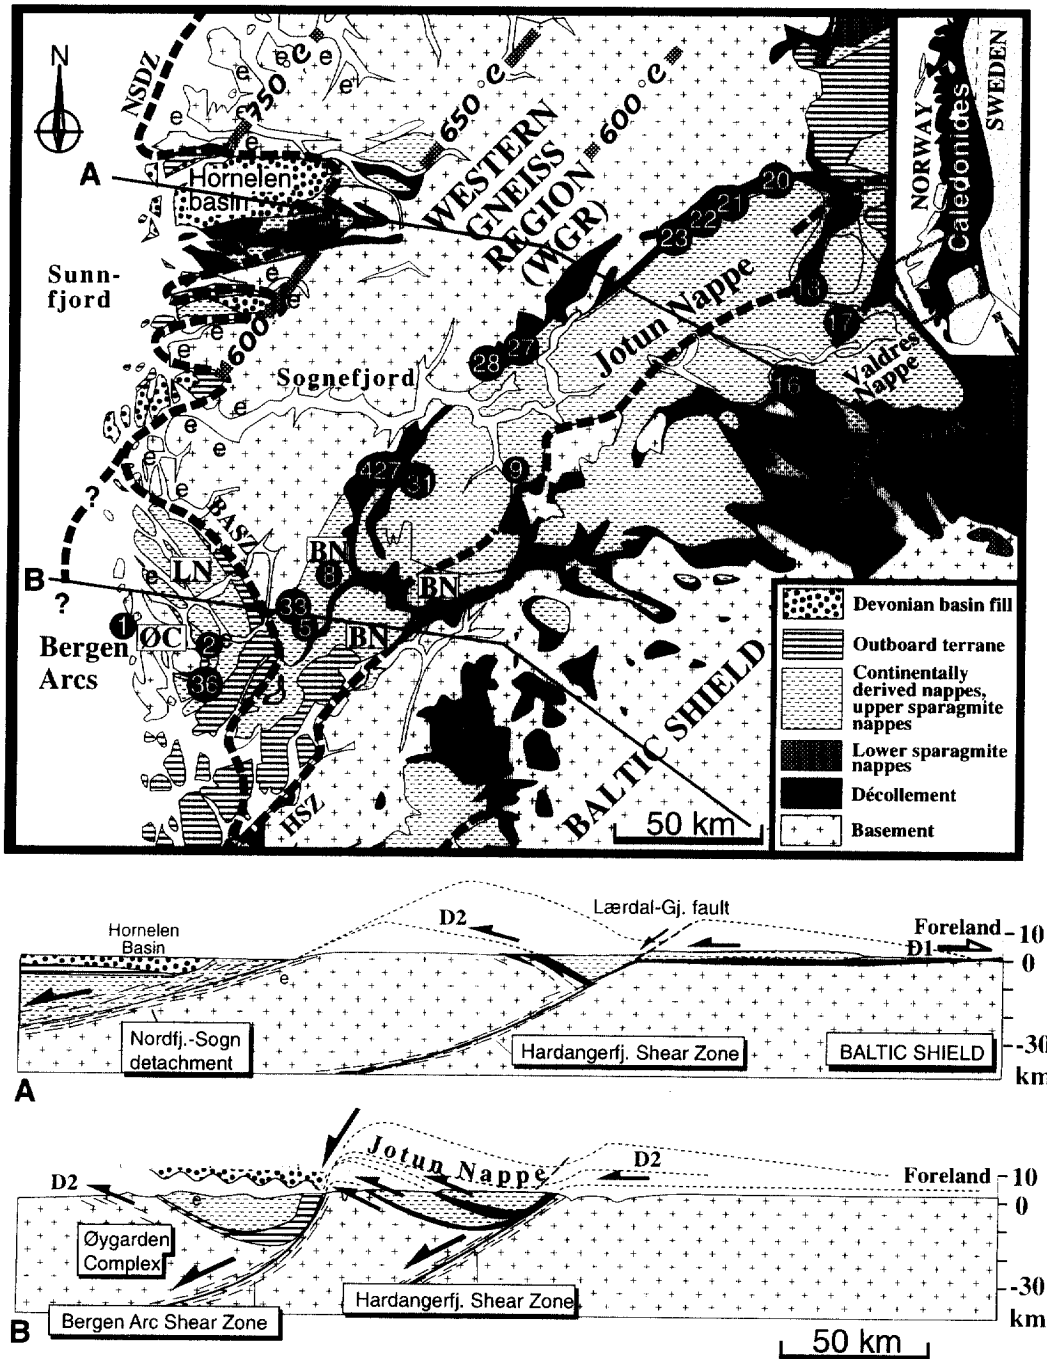 N
NSDZ
e
e
e
e
750 °C
650 °C
600 °C
e
e
A
Hornelen
basin
WESTERN
GNEISS
REGION
(WGR)
20
21
22
23
NORWAY
Caledonides
SWEDEN
N
Sunn-
fjord
e
e
e
e
600
Jotun Nappe
18
17
16
Valdres
Nappe
28
27
Sognefjord
e
e
e
e
427
31
9
?
BASZ
LN
BN
8
BN
B
?
e
33
5
BN
1
ØC
2
e
36
Bergen
Arcs
HSZ
BALTIC SHIELD
50 km
Devonian basin fill
Outboard terrane
Continentally
derived nappes,
upper sparagmite
nappes
Lower sparagmite
nappes
Décollement
Basement
Hornelen
Basin
D2
Lærdal-Gj. fault
Foreland
D1
10
0
-30
km
e
Nordfj.-Sogn
detachment
Hardangerfj. Shear Zone
BALTIC SHIELD
A
Jotun Nappe
D2
D2
Foreland
10
0
-30
km
e
Øygarden
Complex
Bergen Arc Shear Zone
Hardangerfj. Shear Zone
B
50 km